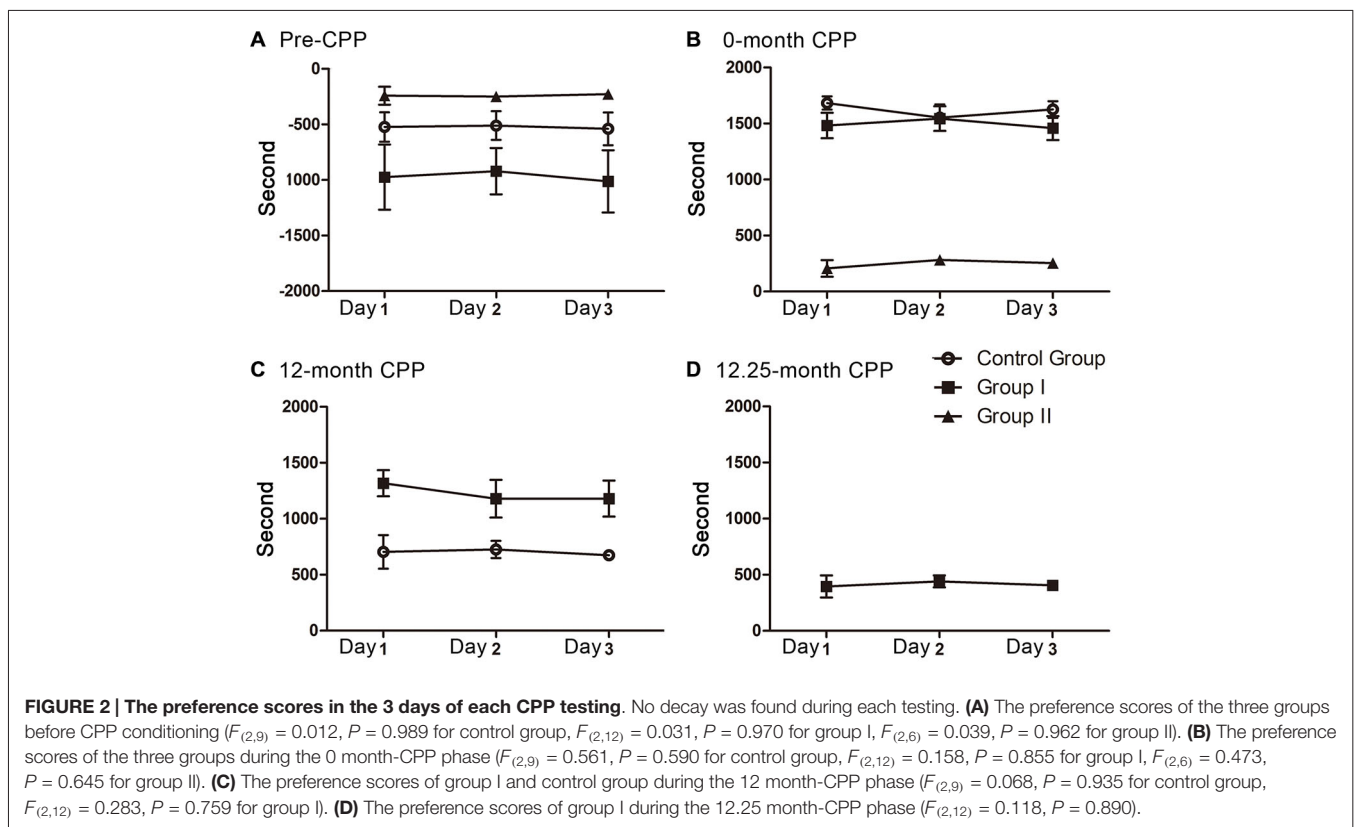 A Pre-CPP
0
-500
1000
-1500
-2000
Second
Day 1 Day 2 Day 3
B 0-month CPP
2000
1500
1000
500
0
Second
Day 1 Day 2 Day 3
C 12-month CPP
2000
1500
1000
500
0
Second
Day 1 Day 2 Day 3
D 12.25-month CPP
2000
1500
1000
500
0
Second
Day 1 Day 2 Day 3
Control Group
Group I
Group II
FIGURE 2 | The preference scores in the 3 days of each CPP testing. No decay was found during each testing. (A) The preference scores of the three groups
before CPP conditioning (F(2,9) = 0.012, P = 0.989 for control group, F(2,12) = 0.031, P = 0.970 for group I, F(2,6) = 0.039, P = 0.962 for group II). (B) The preference
scores of the three groups during the 0 month-CPP phase (F(2,9) = 0.561, P = 0.590 for control group, F(2,12) = 0.158, P = 0.855 for group I, F(2,6) = 0.473,
P = 0.645 for group II). (C) The preference scores of group I and control group during the 12 month-CPP phase (F(2,9) = 0.068, P = 0.935 for control group,
F(2,12) = 0.283, P = 0.759 for group I). (D) The preference scores of group I during the 12.25 month-CPP phase (F(2,12) = 0.118, P = 0.890).